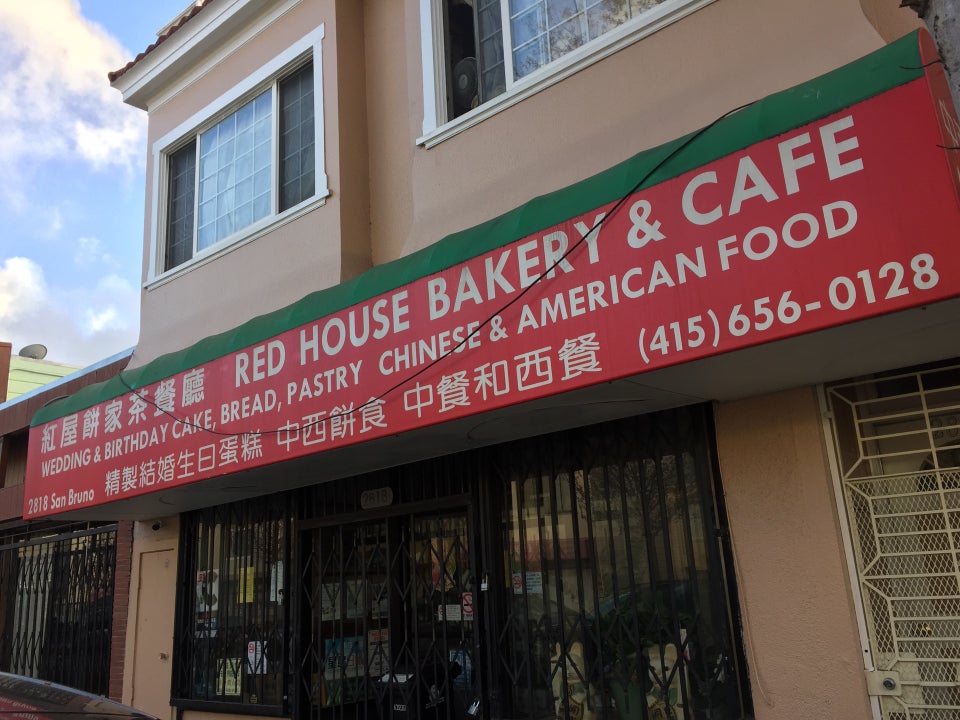 紅屋餅家茶餐廳 RED HOUSE BAKERY & CAFE
WEDDING & BIRTHDAY CAKE, BREAD, PASTRY CHINESE & AMERICAN FOOD
2818 San Bruno 精製結婚生日蛋糕 中西餅食 中餐和西餐 (415) 656-0128
2818